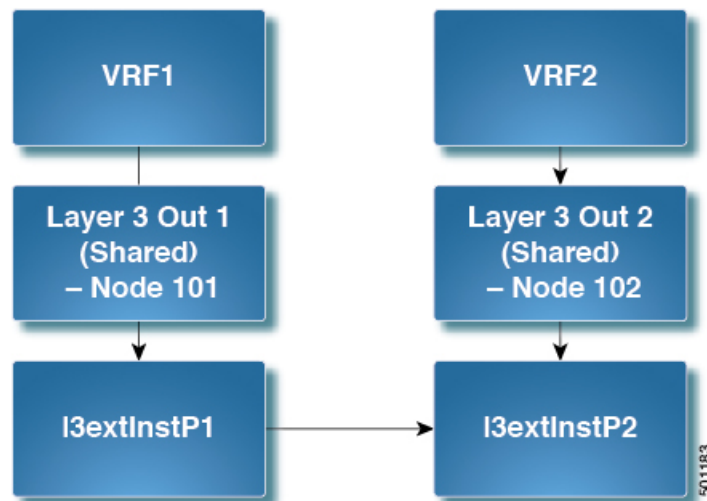 VRF1
VRF2
Layer 3 Out 1
(Shared)
– Node 101
Layer 3 Out 2
(Shared)
– Node 102
l3extInstP1
l3extInstP2
501183